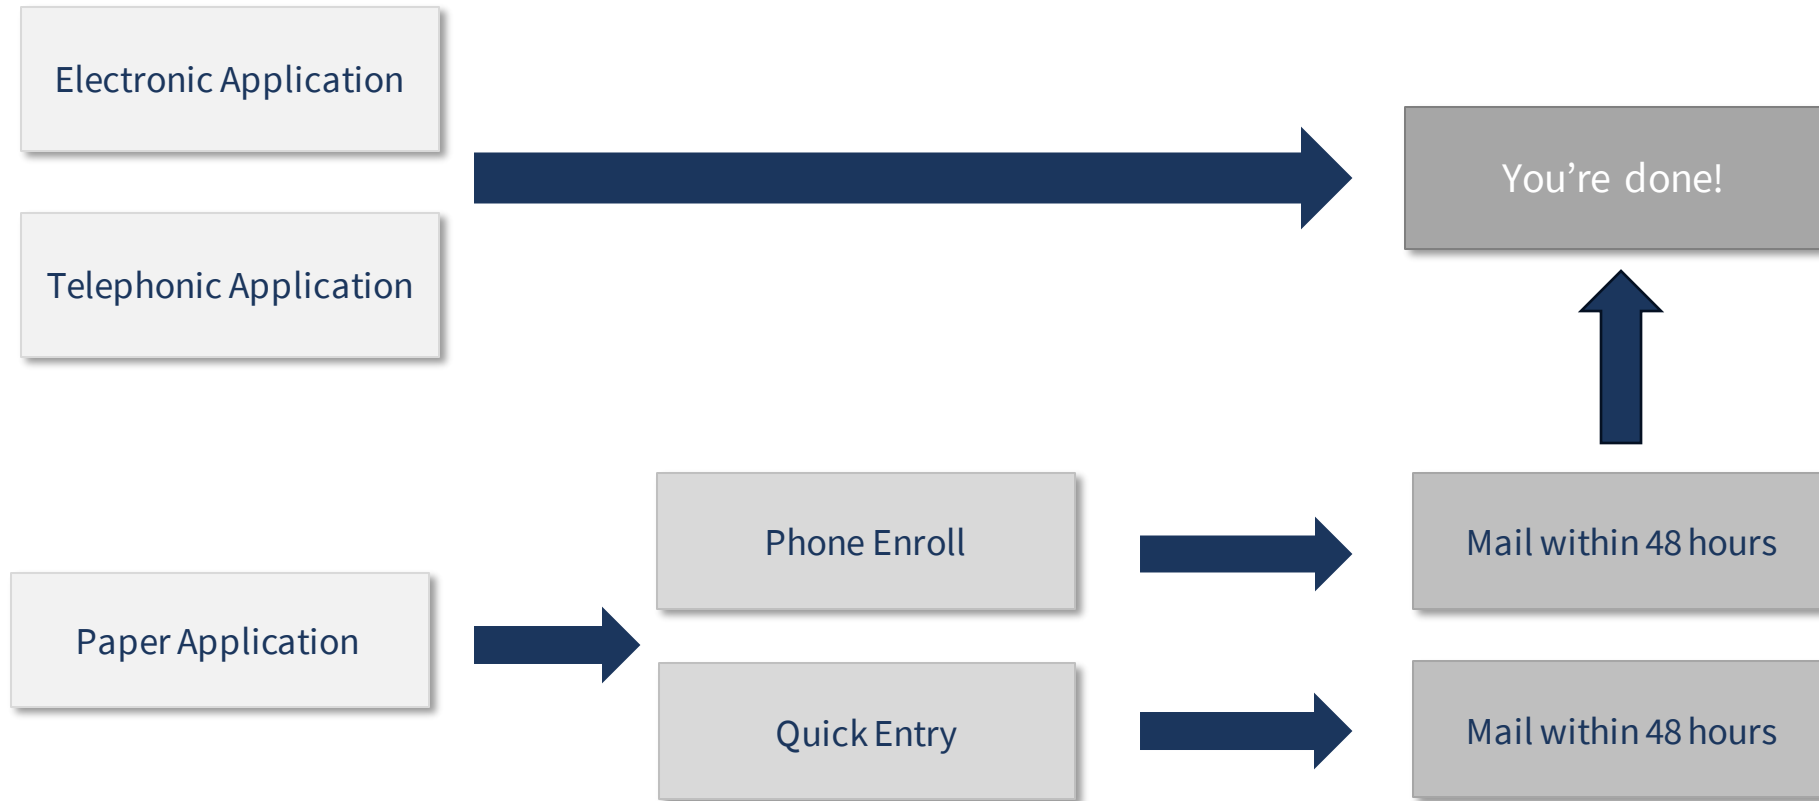 Electronic Application
You’re done!
Telephonic Application
Phone Enroll
Mail within 48 hours
Paper Application
Quick Entry
Mail within 48 hours